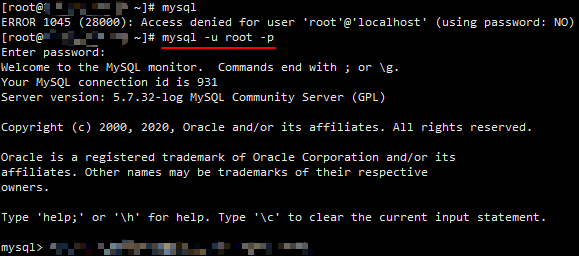 [root@ ~]# mysql
ERROR 1045 (28000): Access denied for user 'root'@'localhost' (using password: NO)
[root@ ~]# mysql -u root -p
Enter password:
Welcome to the MySQL monitor.  Commands end with ; or \g.
Your MySQL connection id is 931
Server version: 5.7.32-log MySQL Community Server (GPL)
Copyright (c) 2000, 2020, Oracle and/or its affiliates. All rights reserved.
Oracle is a registered trademark of Oracle Corporation and/or its
affiliates. Other names may be trademarks of their respective
owners.
Type 'help;' or '\h' for help. Type '\c' to clear the current input statement.
mysql>